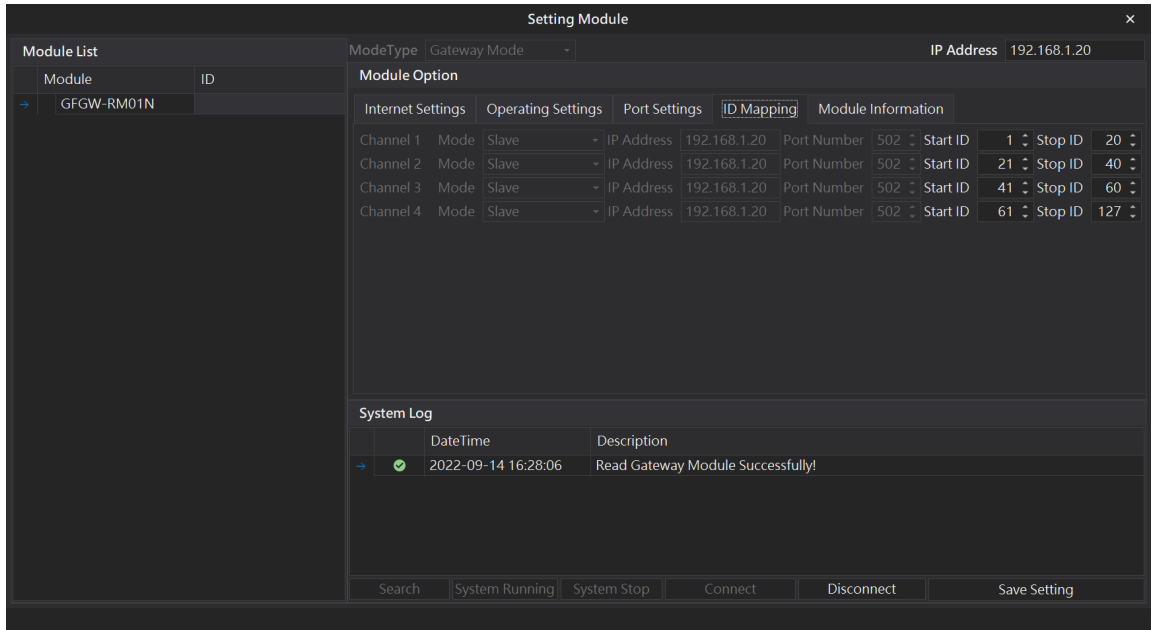 Setting Module ×
Module List
ModeType Gateway Mode IP Address 192.168.1.20
Module ID
GFGW-RM01N
Module Option
Internet Settings Operating Settings Port Settings ID Mapping Module Information
Channel 1 Mode Slave IP Address 192.168.1.20 Port Number 502 Start ID 1 Stop ID 20
Channel 2 Mode Slave IP Address 192.168.1.20 Port Number 502 Start ID 21 Stop ID 40
Channel 3 Mode Slave IP Address 192.168.1.20 Port Number 502 Start ID 41 Stop ID 60
Channel 4 Mode Slave IP Address 192.168.1.20 Port Number 502 Start ID 61 Stop ID 127
System Log
DateTime Description
2022-09-14 16:28:06 Read Gateway Module Successfully!
Search System Running System Stop Connect Disconnect Save Setting